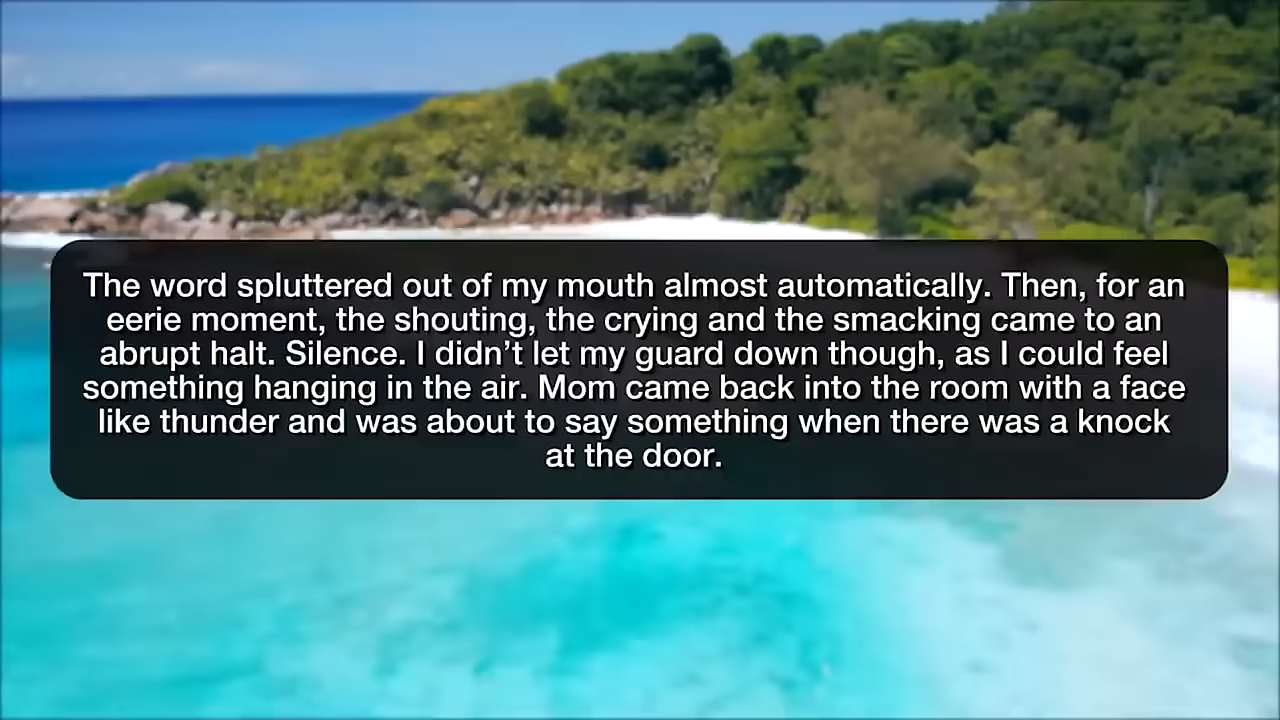 The word spluttered out of my mouth almost automatically. Then, for an
eerie moment, the shouting, the crying and the smacking came to an
abrupt halt. Silence. I didn’t let my guard down though, as I could feel
something hanging in the air. Mom came back into the room with a face
like thunder and was about to say something when there was a knock
at the door.